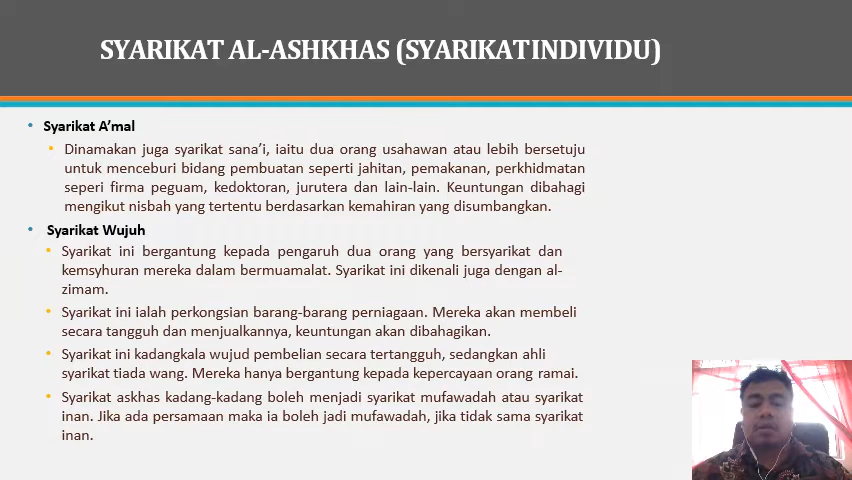 SYARIKAT AL-ASHKHAS (SYARIKAT INDIVIDU)
• Syarikat A’mal
• Dinamakan juga syarikat sana’i, iaitu dua orang usahawan atau lebih bersetuju
untuk menceburi bidang pembuatan seperti jahitan, pemakanan, perkhidmatan
seperi firma peguam, kedoktoran, jurutera dan lain-lain. Keuntungan dibahagi
mengikut nisbah yang tertentu berdasarkan kemahiran yang disumbangkan.
• Syarikat Wujuh
• Syarikat ini bergantung kepada pengaruh dua orang yang bersyarikat dan
kemsyhuran mereka dalam bermuamalat. Syarikat ini dikenali juga dengan al-
zimam.
• Syarikat ini ialah perkongsian barang-barang perniagaan. Mereka akan membeli
secara tangguh dan menjualkannya, keuntungan akan dibahagikan.
• Syarikat ini kadangkala wujud pembelian secara tertangguh, sedangkan ahli
syarikat tiada wang. Mereka hanya bergantung kepada kepercayaan orang ramai.
• Syarikat askhas kadang-kadang boleh menjadi syarikat mufawadah atau syarikat
inan. Jika ada persamaan maka ia boleh jadi mufawadah, jika tidak sama syarikat
inan.